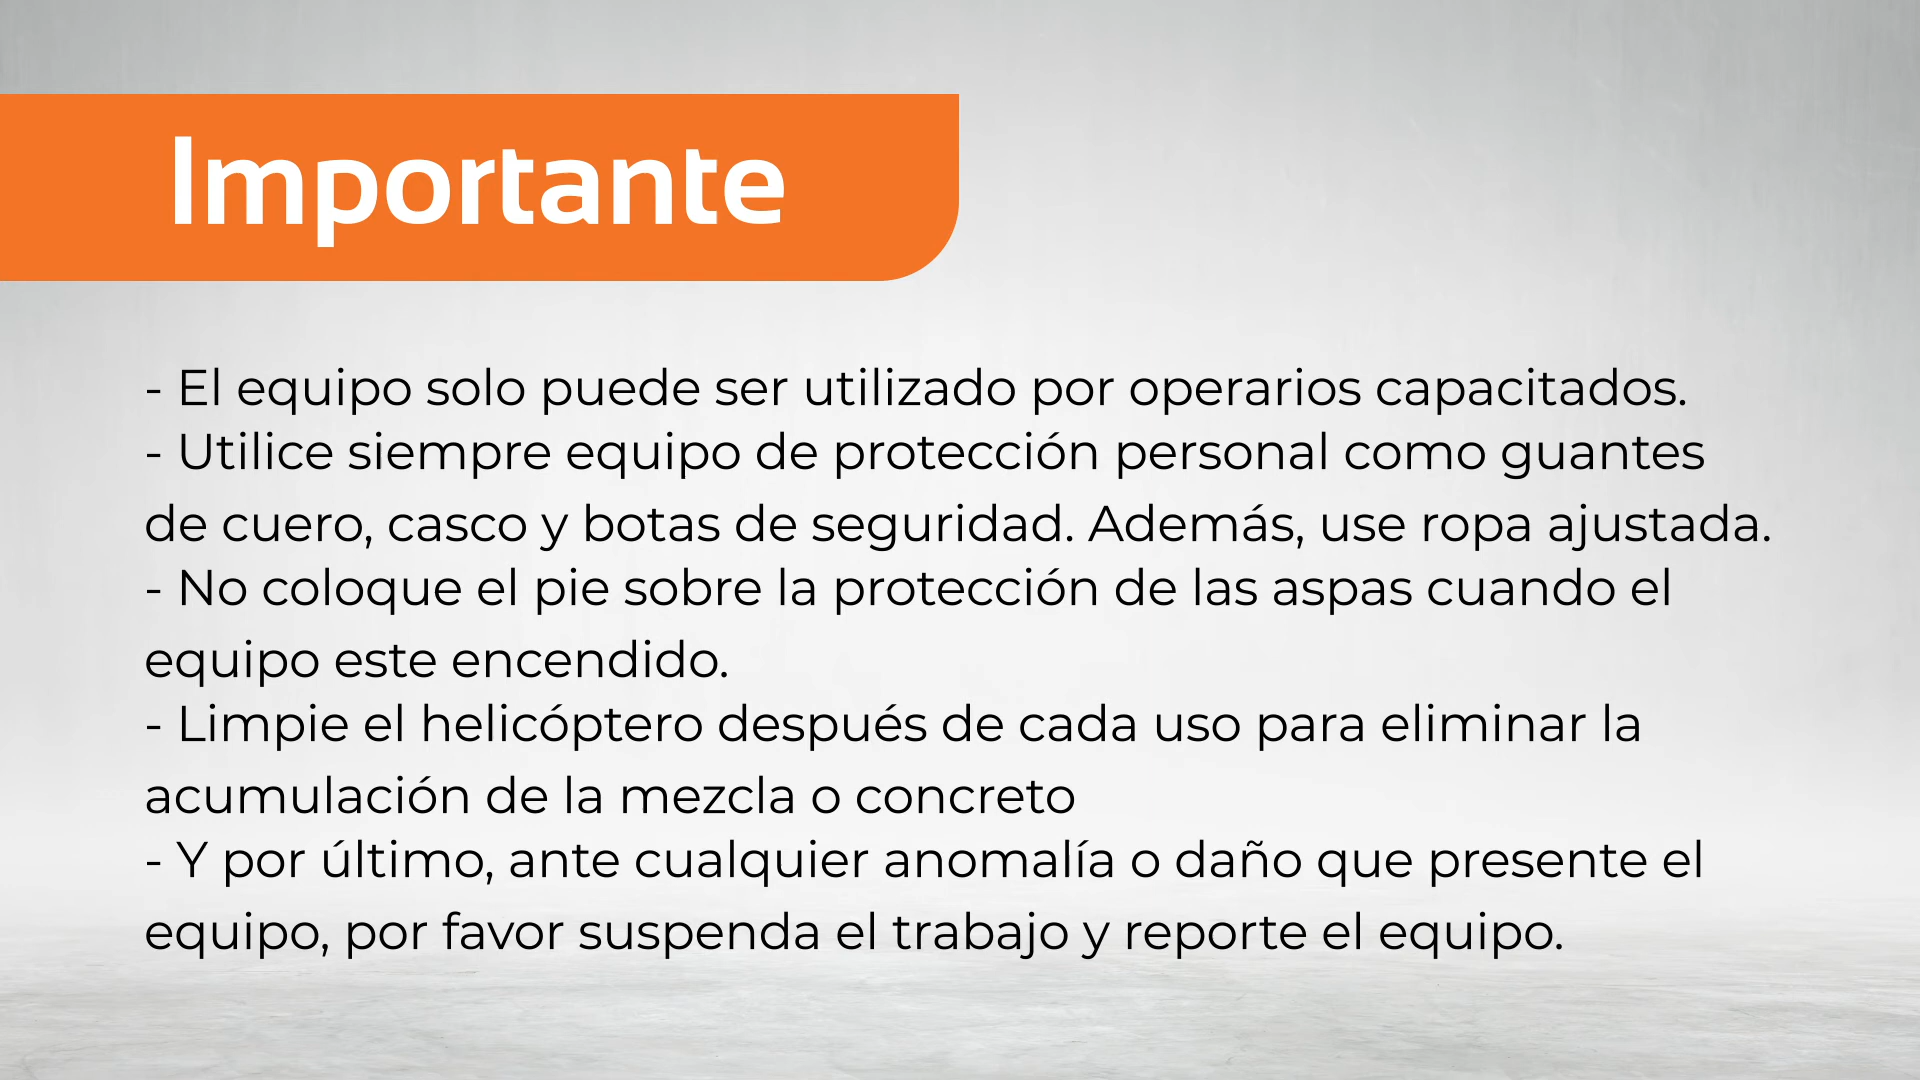 Importante
- El equipo solo puede ser utilizado por operarios capacitados.
- Utilice siempre equipo de protección personal como guantes
de cuero, casco y botas de seguridad. Además, use ropa ajustada.
- No coloque el pie sobre la protección de las aspas cuando el
equipo este encendido.
- Limpie el helicóptero después de cada uso para eliminar la
acumulación de la mezcla o concreto
- Y por último, ante cualquier anomalía o daño que presente el
equipo, por favor suspenda el trabajo y reporte el equipo.